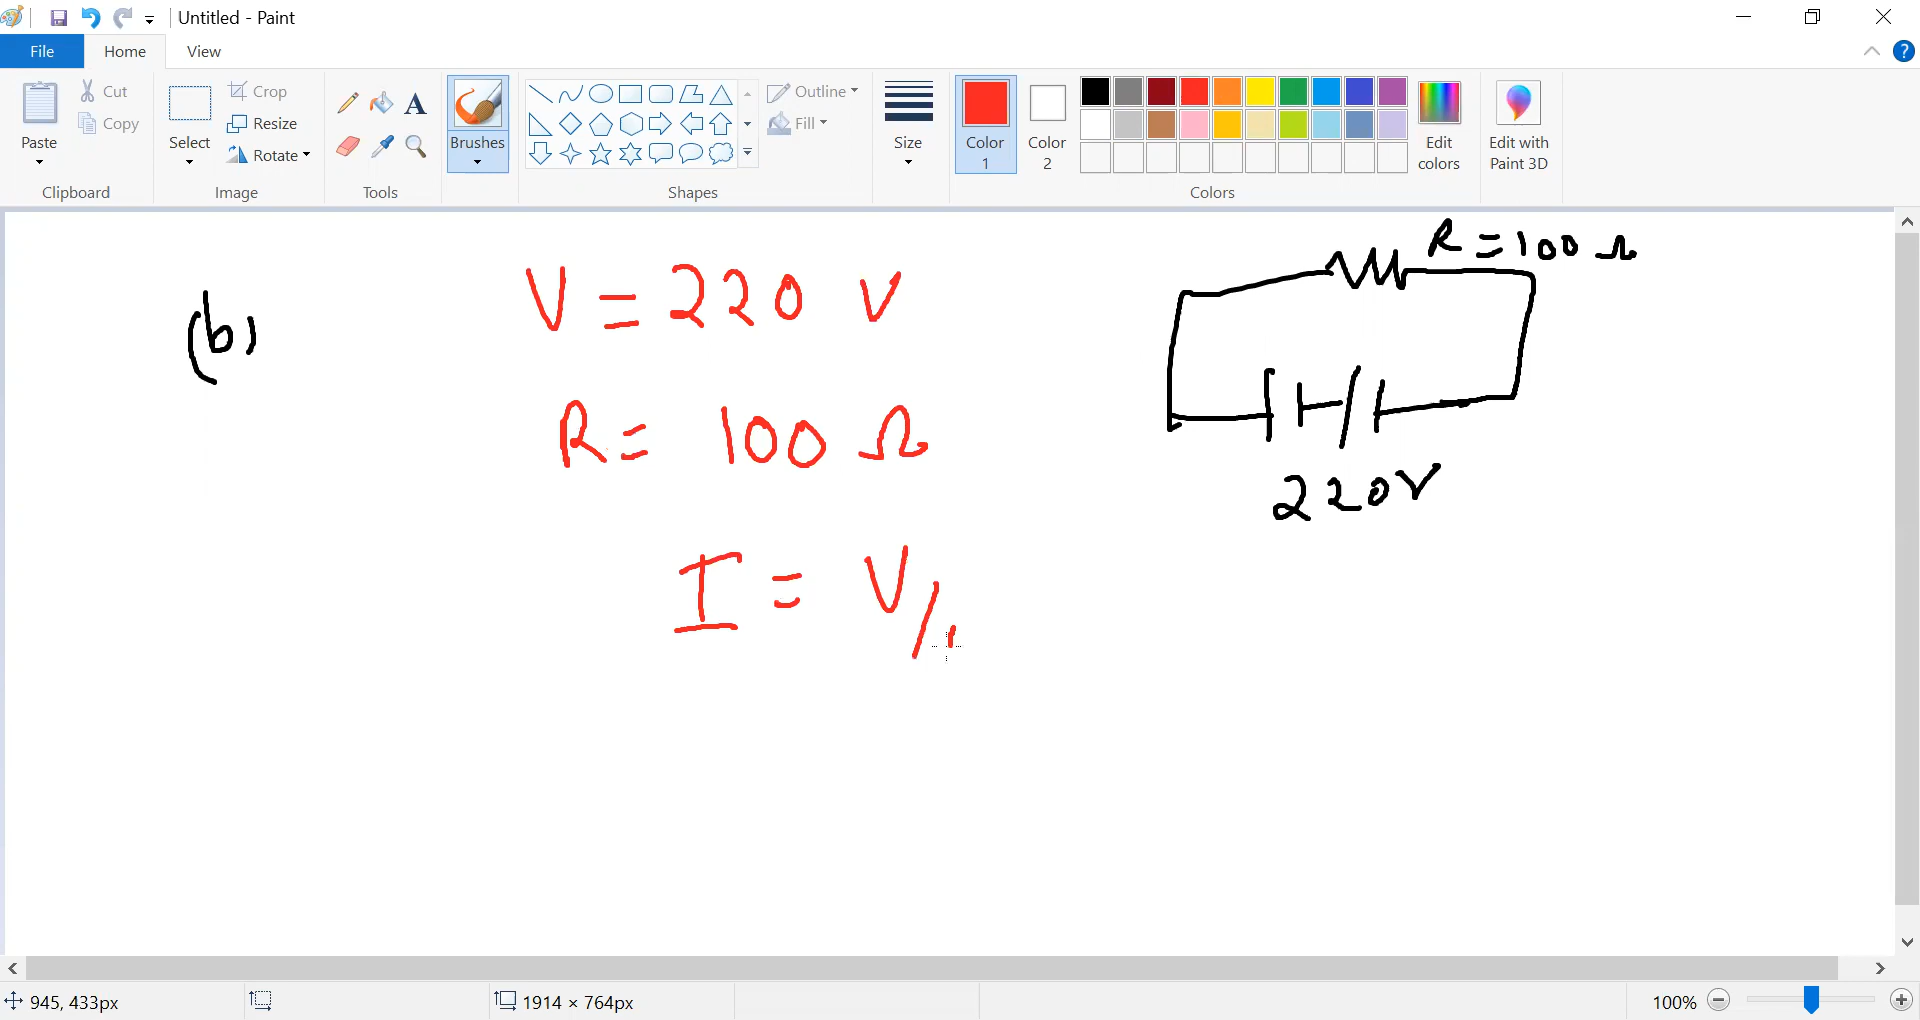 Untitled - Paint
File Home View
Paste
Cut
Copy
Clipboard
Select
Crop
Resize
Rotate
Image
Tools
Brushes
Outline
Fill
Shapes
Size
Color 1
Color 2
Edit colors
Edit with Paint 3D
Colors
R = 100 Ω
V = 220 V
(b)
R = 100 Ω
220V
I = V/
945, 433px
1914 × 764px
100%